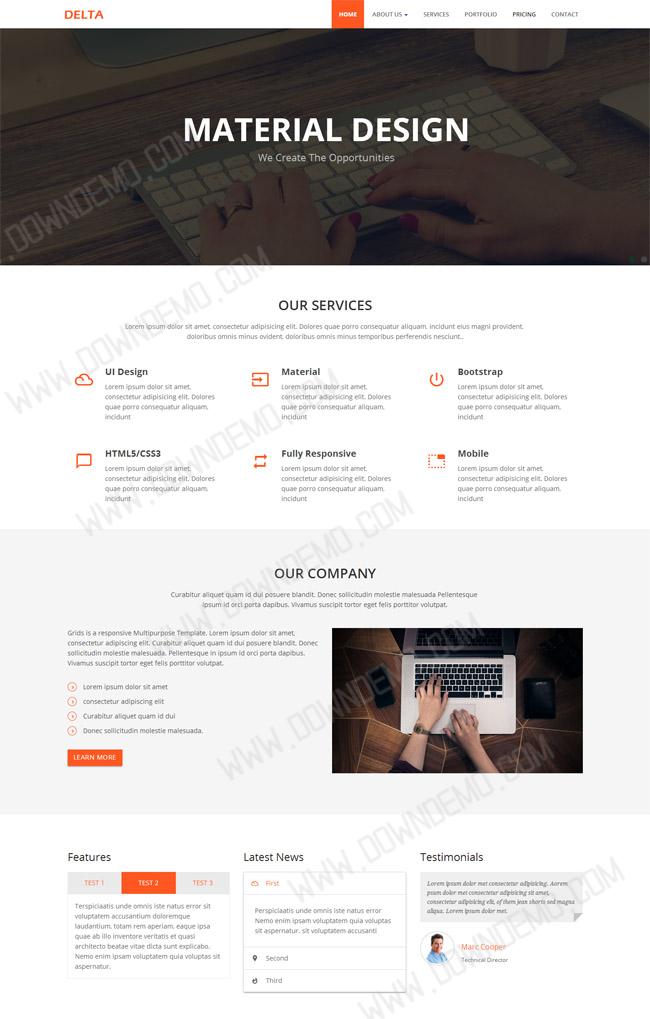 DELTA
HOME ABOUT US SERVICES PORTFOLIO PRICING CONTACT
MATERIAL DESIGN
We Create The Opportunities
OUR SERVICES
Lorem ipsum dolor sit amet, consectetur adipisicing elit. Dolores quae porro consequatur aliquam, incidunt eius magni provident,
doloribus omnis minus ovident, doloribus omnis minus temporibus perferendis nesciunt..
UI Design
Lorem ipsum dolor sit amet,
consectetur adipisicing elit. Dolores
quae porro consequatur aliquam,
incidunt
Material
Lorem ipsum dolor sit amet,
consectetur adipisicing elit. Dolores
quae porro consequatur aliquam,
incidunt
Bootstrap
Lorem ipsum dolor sit amet,
consectetur adipisicing elit. Dolores
quae porro consequatur aliquam,
incidunt
HTML5/CSS3
Lorem ipsum dolor sit amet,
consectetur adipisicing elit. Dolores
quae porro consequatur aliquam,
incidunt
Fully Responsive
Lorem ipsum dolor sit amet,
consectetur adipisicing elit. Dolores
quae porro consequatur aliquam,
incidunt
Mobile
Lorem ipsum dolor sit amet,
consectetur adipisicing elit. Dolores
quae porro consequatur aliquam,
incidunt
OUR COMPANY
Curabitur aliquet quam id dui posuere blandit. Donec sollicitudin molestie malesuada Pellentesque
ipsum id orci porta dapibus. Vivamus suscipit tortor eget felis porttitor volutpat.
Grids is a responsive Multipurpose Template. Lorem ipsum dolor sit amet,
consectetur adipiscing elit. Curabitur aliquet quam id dui posuere blandit. Donec
sollicitudin molestie malesuada. Pellentesque in ipsum id orci porta dapibus.
Vivamus suscipit tortor eget felis porttitor volutpat.
Lorem ipsum dolor sit amet
consectetur adipiscing elit
Curabitur aliquet quam id dui
Donec sollicitudin molestie malesuada.
LEARN MORE
Features
TEST 1 TEST 2 TEST 3
Perspiciaatis unde omnis iste natus error sit
voluptatem accusantium doloremque
laudantium, totam rem aperiam, eaque ipsa
quae ab illo inventore veritatis et quasi
architecto beatae vitae dicta sunt explicabo.
Nemo enim ipsam voluptatem quia voluptas sit
aspernatur.
Latest News
First
Perspiciaatis unde omnis iste natus error
Nemo enim ipsam voluptatem quia voluptas
sit aspernatur. sit voluptatem accusanti
Second
Third
Testimonials
Lorem ipsum dolor met consectetur adipisicing. Aorem
ipsum dolor met consectetur adipisicing sit amet,
consectetur adipisicing elit, of them jean shorts sed magna
aliqua. Lorem ipsum dolor met.
Marc Cooper
Technical Director
WWW.DOWNDEMO.COM